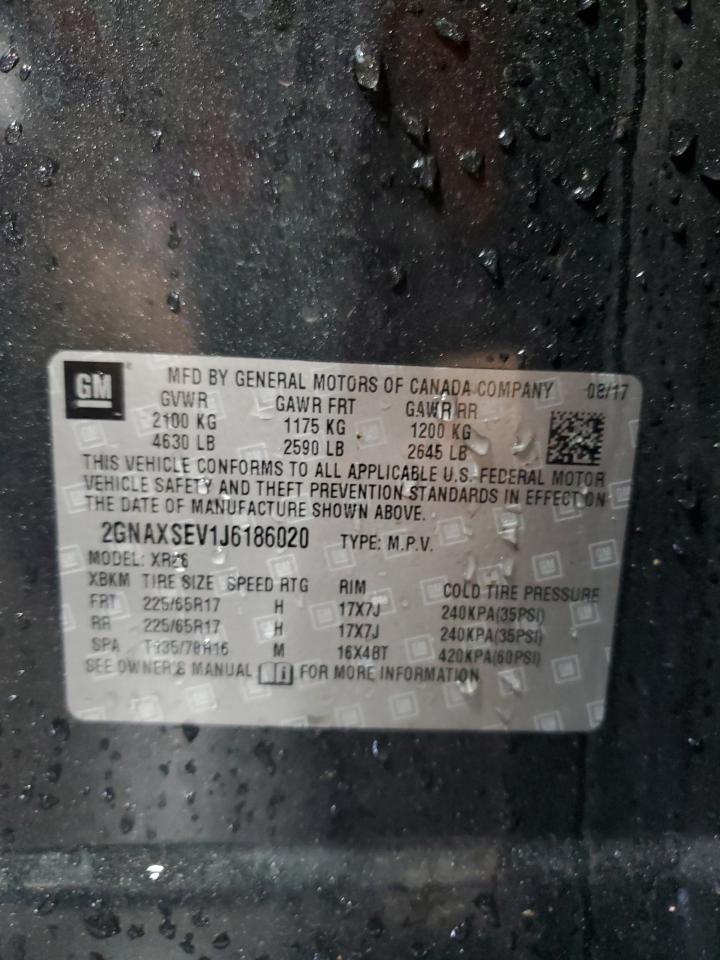 GM MFD BY GENERAL MOTORS OF CANADA COMPANY 08/17
GVWR GAWR FRT GAWR RR
2100 KG 1175 KG 1200 KG
4630 LB 2590 LB 2645 LB
THIS VEHICLE CONFORMS TO ALL APPLICABLE U.S. FEDERAL MOTOR
VEHICLE SAFETY AND THEFT PREVENTION STANDARDS IN EFFECT ON
THE DATE OF MANUFACTURE SHOWN ABOVE.
2GNAXSEV1J6186020 TYPE: M.P.V.
MODEL:
XBKM TIRE SIZE SPEED RTG RIM COLD TIRE PRESSURE
FRT 225/65R17 H 17X7J 240KPA(35PSI)
RR 225/65R17 H 17X7J 240KPA(35PSI)
SPA M 16X4BT 420KPA(60PSI)
SEE OWNER'S MANUAL FOR MORE INFORMATION